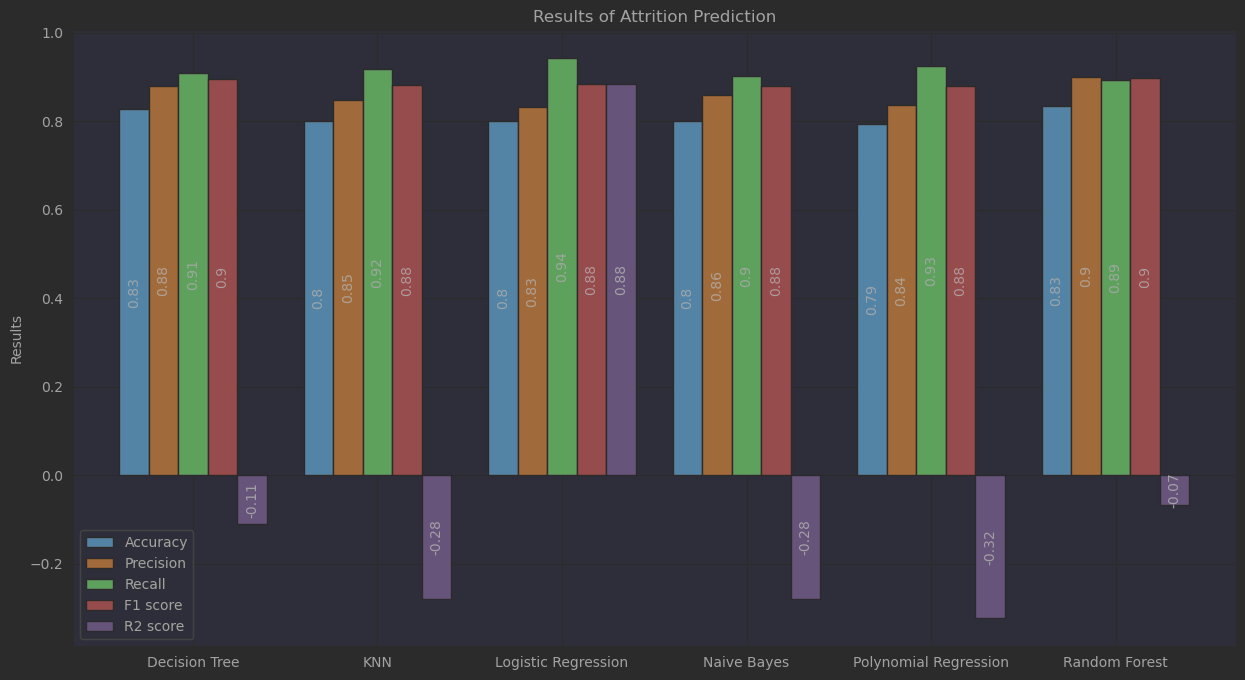 Results of Attrition Prediction
Results
1.0
0.8
0.6
0.4
0.2
0.0
−0.2
0.83
0.88
0.91
0.9
-0.11
0.8
0.85
0.92
0.88
-0.28
0.8
0.83
0.94
0.88
0.88
0.8
0.86
0.9
0.88
-0.28
0.79
0.84
0.93
0.88
-0.32
0.83
0.9
0.89
0.9
-0.07
Accuracy
Precision
Recall
F1 score
R2 score
Decision Tree
KNN
Logistic Regression
Naive Bayes
Polynomial Regression
Random Forest